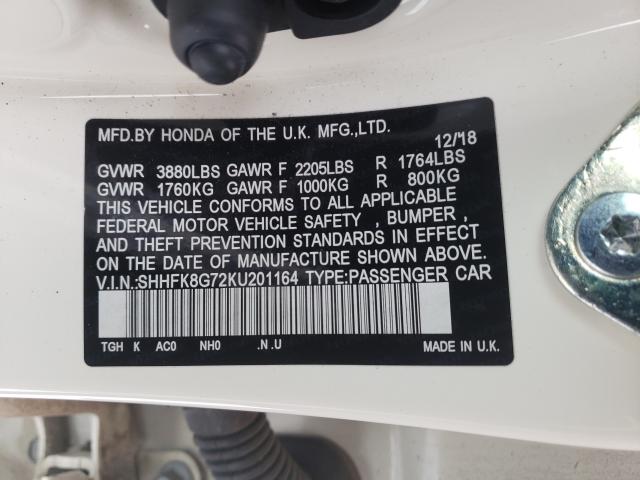 MFD.BY HONDA OF THE U.K. MFG.,LTD. 12/'18
GVWR 3880LBS GAWR F 2205LBS R 1764LBS
GVWR 1760KG GAWR F 1000KG R 800KG
THIS VEHICLE CONFORMS TO ALL APPLICABLE
FEDERAL MOTOR VEHICLE SAFETY , BUMPER ,
AND THEFT PREVENTION STANDARDS IN EFFECT
ON DATE OF MANUFACTURE SHOWN ABOVE.
V.I.N.:SHHFK8G72KU201164 TYPE:PASSENGER CAR
TGH K AC0 NH0 .N.U MADE IN U.K.